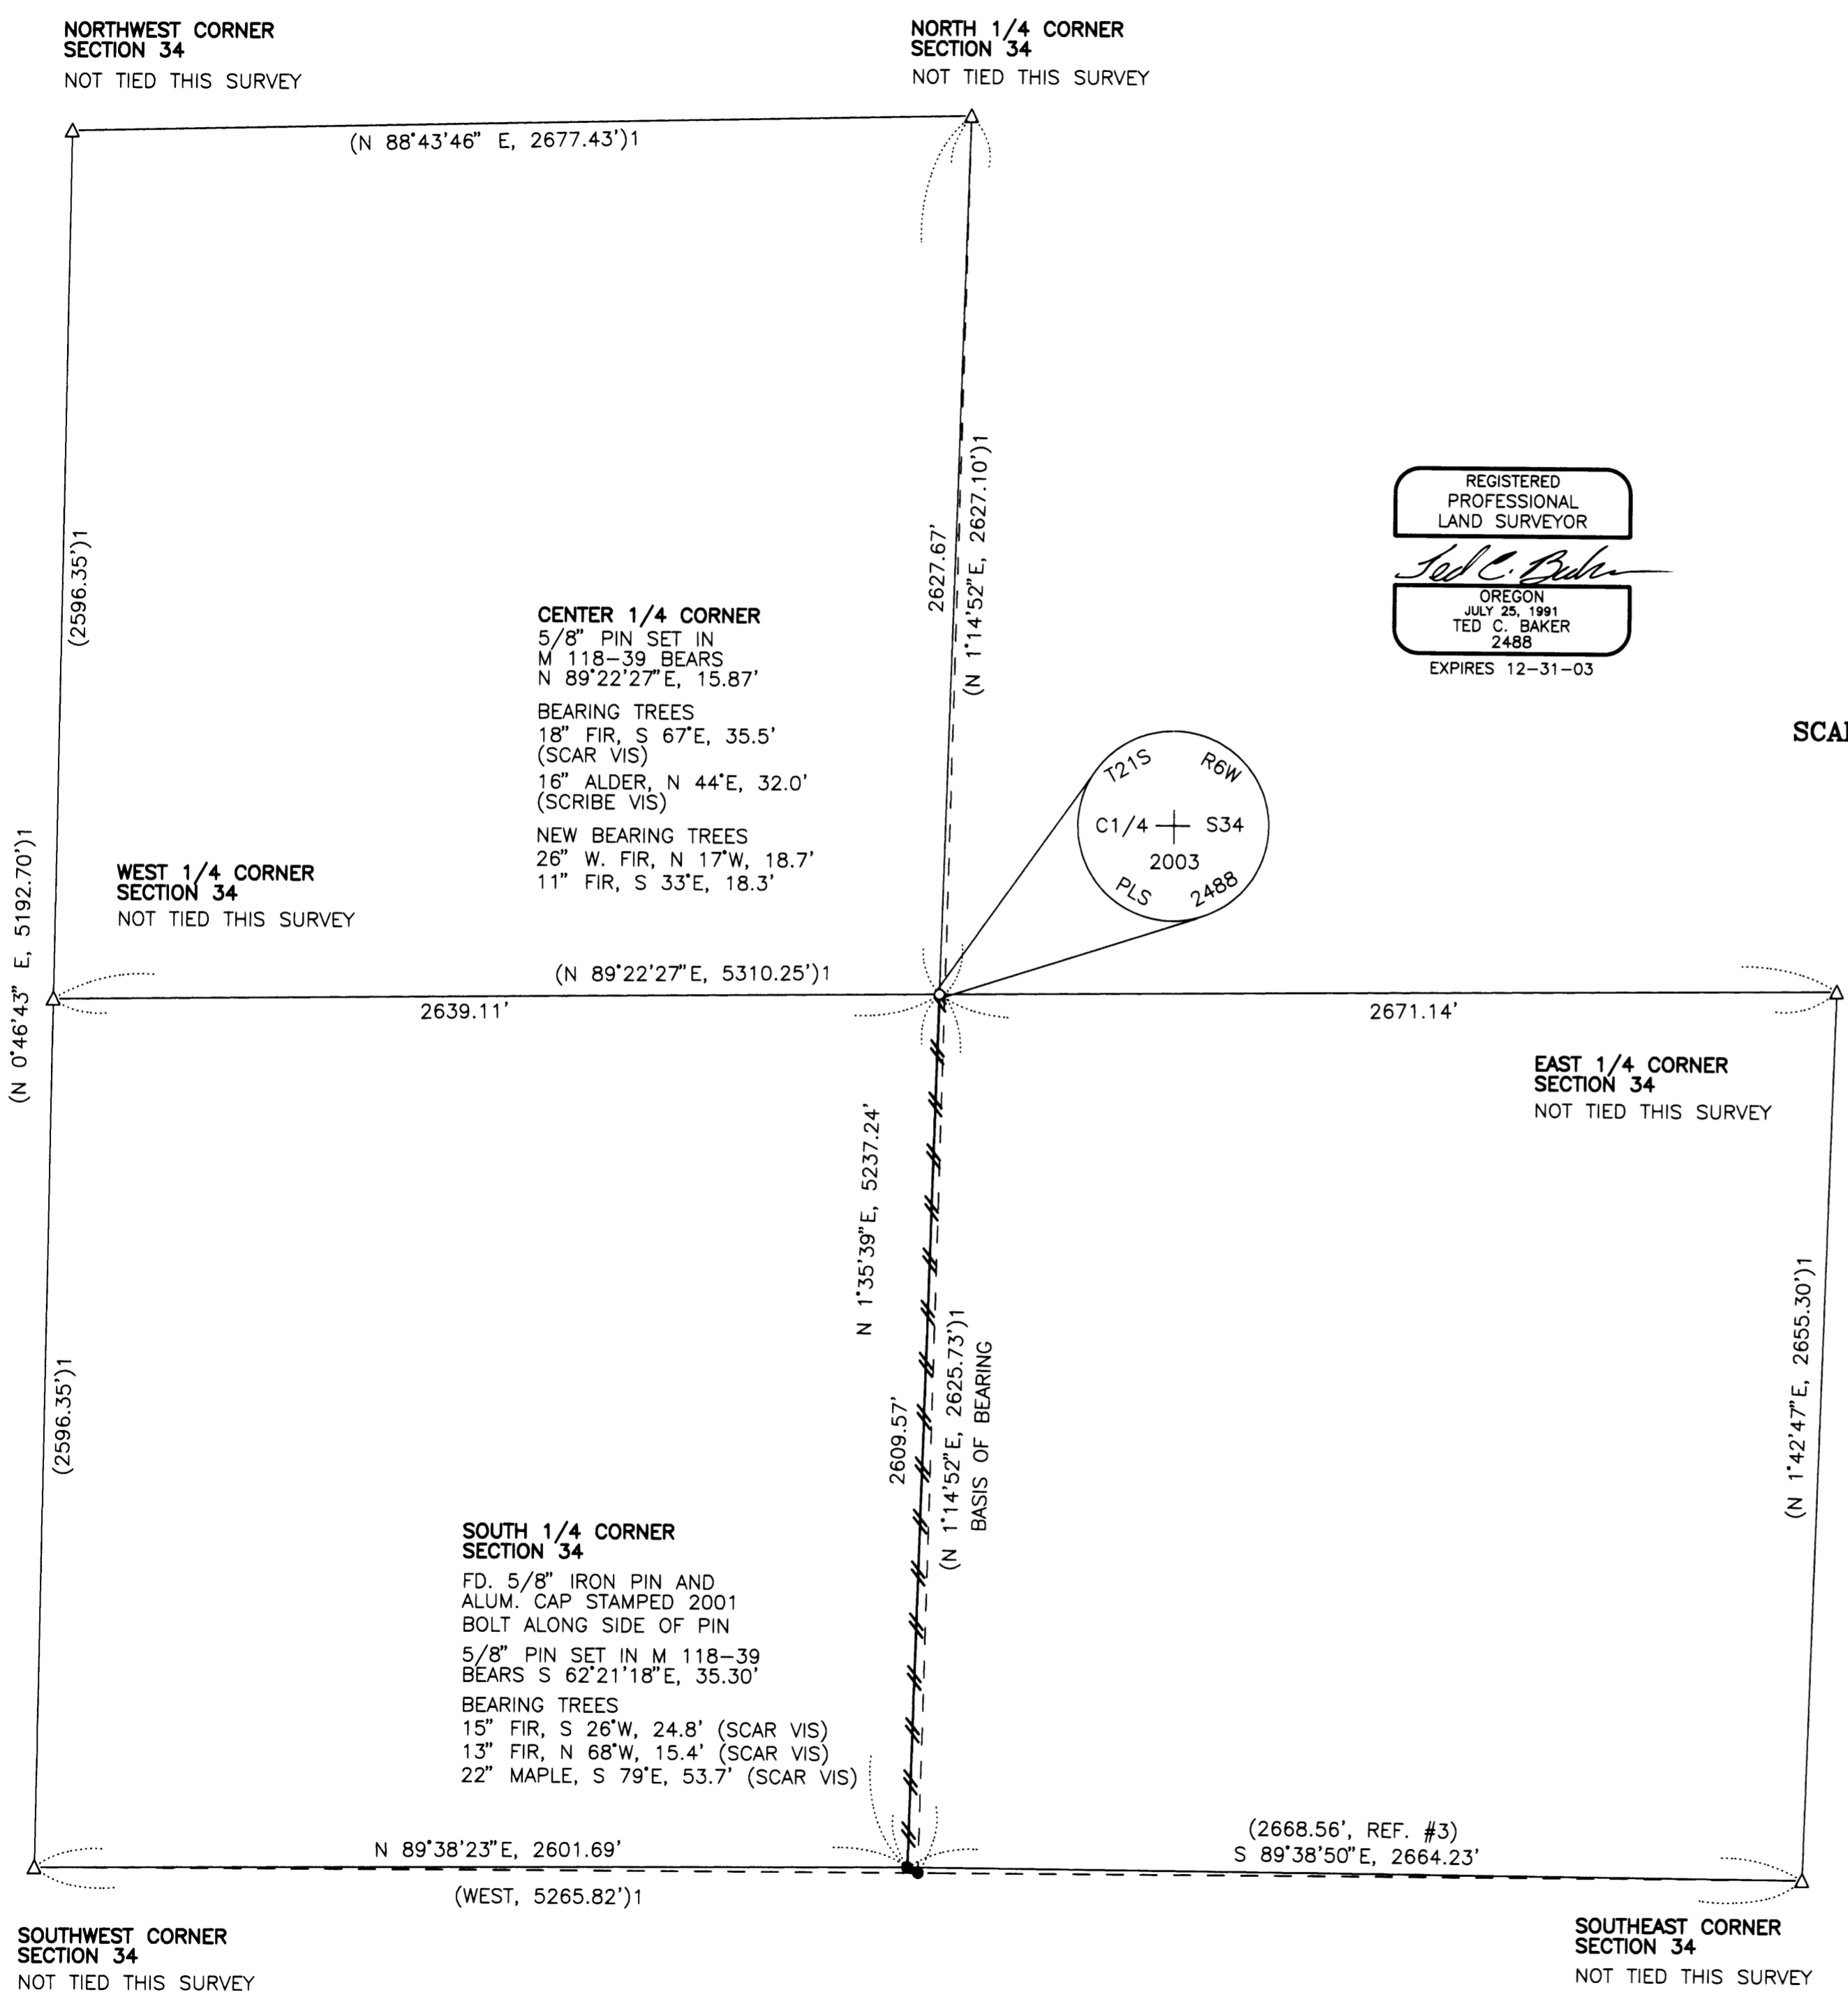 NORTHWEST CORNER
SECTION 34
NOT TIED THIS SURVEY
NORTH 1/4 CORNER
SECTION 34
NOT TIED THIS SURVEY
(N 88°43'46" E, 2677.43')1
(2596.35')1
2627.67'
(N 1°14'52"E, 2627.10')1
REGISTERED
PROFESSIONAL
LAND SURVEYOR
Ted C. Baker
OREGON
JULY 25, 1991
TED C. BAKER
2488
EXPIRES 12-31-03
CENTER 1/4 CORNER
5/8" PIN SET IN
M 118-39 BEARS
N 89°22'27"E, 15.87'
BEARING TREES
18" FIR, S 67°E, 35.5'
(SCAR VIS)
16" ALDER, N 44°E, 32.0'
(SCRIBE VIS)
NEW BEARING TREES
26" W. FIR, N 17°W, 18.7'
11" FIR, S 33°E, 18.3'
T21S R6W
C1/4 S34
2003
PLS 2488
WEST 1/4 CORNER
SECTION 34
NOT TIED THIS SURVEY
(N 0°46'43" E, 5192.70')1
(N 89°22'27"E, 5310.25')1
2639.11'
2671.14'
EAST 1/4 CORNER
SECTION 34
NOT TIED THIS SURVEY
N 1°35'39"E, 5237.24'
(N 1°14'52"E, 2625.73')1
BASIS OF BEARING
2609.57'
(N 1°42'47"E, 2655.30')1
(2596.35')1
SOUTH 1/4 CORNER
SECTION 34
FD. 5/8" IRON PIN AND
ALUM. CAP STAMPED 2001
BOLT ALONG SIDE OF PIN
5/8" PIN SET IN M 118-39
BEARS S 62°21'18"E, 35.30'
BEARING TREES
15" FIR, S 26°W, 24.8' (SCAR VIS)
13" FIR, N 68°W, 15.4' (SCAR VIS)
22" MAPLE, S 79°E, 53.7' (SCAR VIS)
N 89°38'23"E, 2601.69'
(WEST, 5265.82')1
(2668.56', REF. #3)
S 89°38'50"E, 2664.23'
SOUTHWEST CORNER
SECTION 34
NOT TIED THIS SURVEY
SOUTHEAST CORNER
SECTION 34
NOT TIED THIS SURVEY